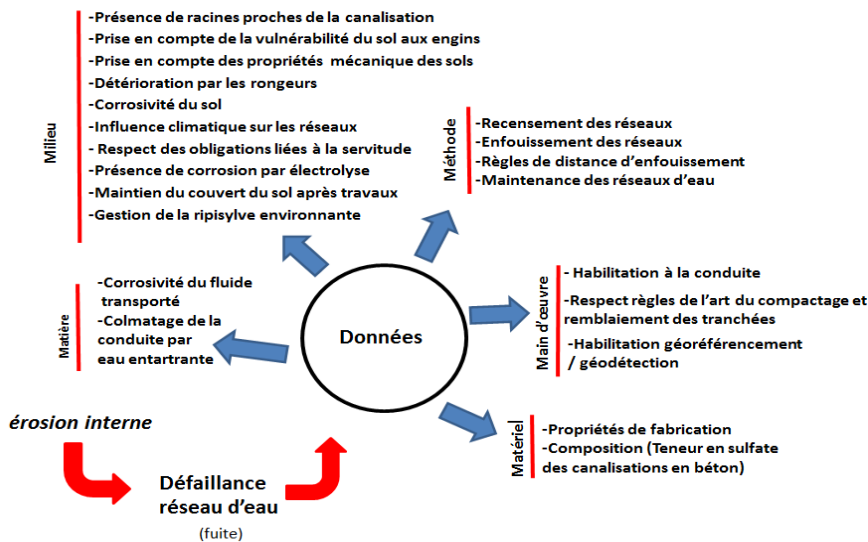 Milieu
-Présence de racines proches de la canalisation
-Prise en compte de la vulnérabilité du sol aux engins
-Prise en compte des propriétés mécanique des sols
-Détérioration par les rongeurs
-Corrosivité du sol
-Influence climatique sur les réseaux
- Respect des obligations liées à la servitude
-Présence de corrosion par électrolyse
-Maintien du couvert du sol après travaux
-Gestion de la ripisylve environnante
Méthode
-Recensement des réseaux
-Enfouissement des réseaux
-Règles de distance d’enfouissement
-Maintenance des réseaux d’eau
Matière
-Corrosivité du fluide
transporté
-Colmatage de la
conduite par
eau entartrante
Données
Main d’œuvre
- Habilitation à la conduite
-Respect règles de l’art du compactage et
remblaiement des tranchées
-Habilitation géoréférencement
/ géodétection
Matériel
-Propriétés de fabrication
-Composition (Teneur en sulfate
des canalisations en béton)
érosion interne
Défaillance
réseau d’eau
(fuite)